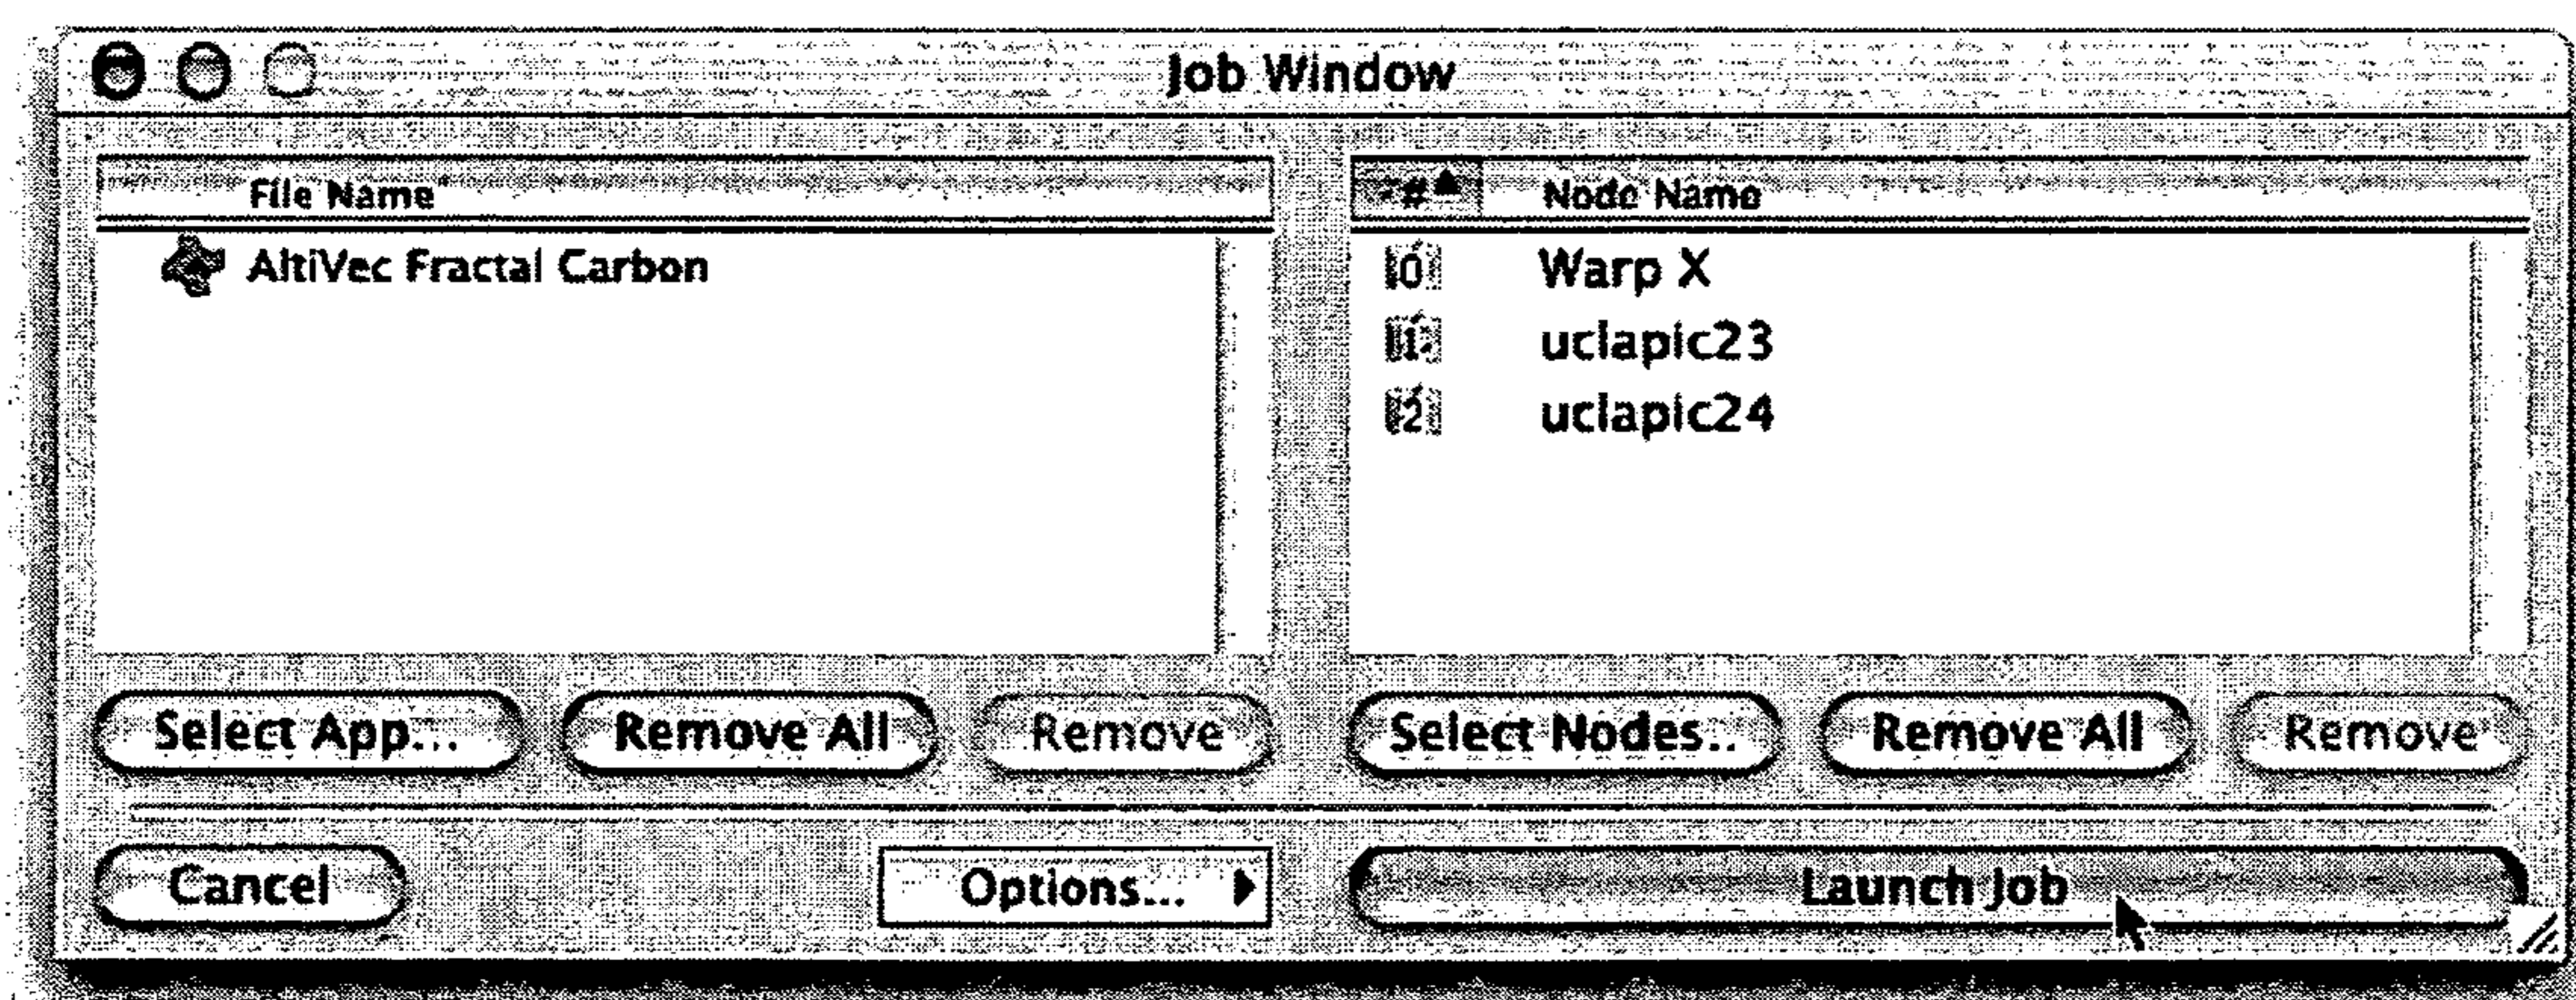 Job Window
File Name
AltiVec Fractal Carbon
# Node Name
0 Warp X
1 uclapic23
2 uclapic24
Select App... Remove All Remove Select Nodes... Remove All Remove
Cancel Options... Launch Job